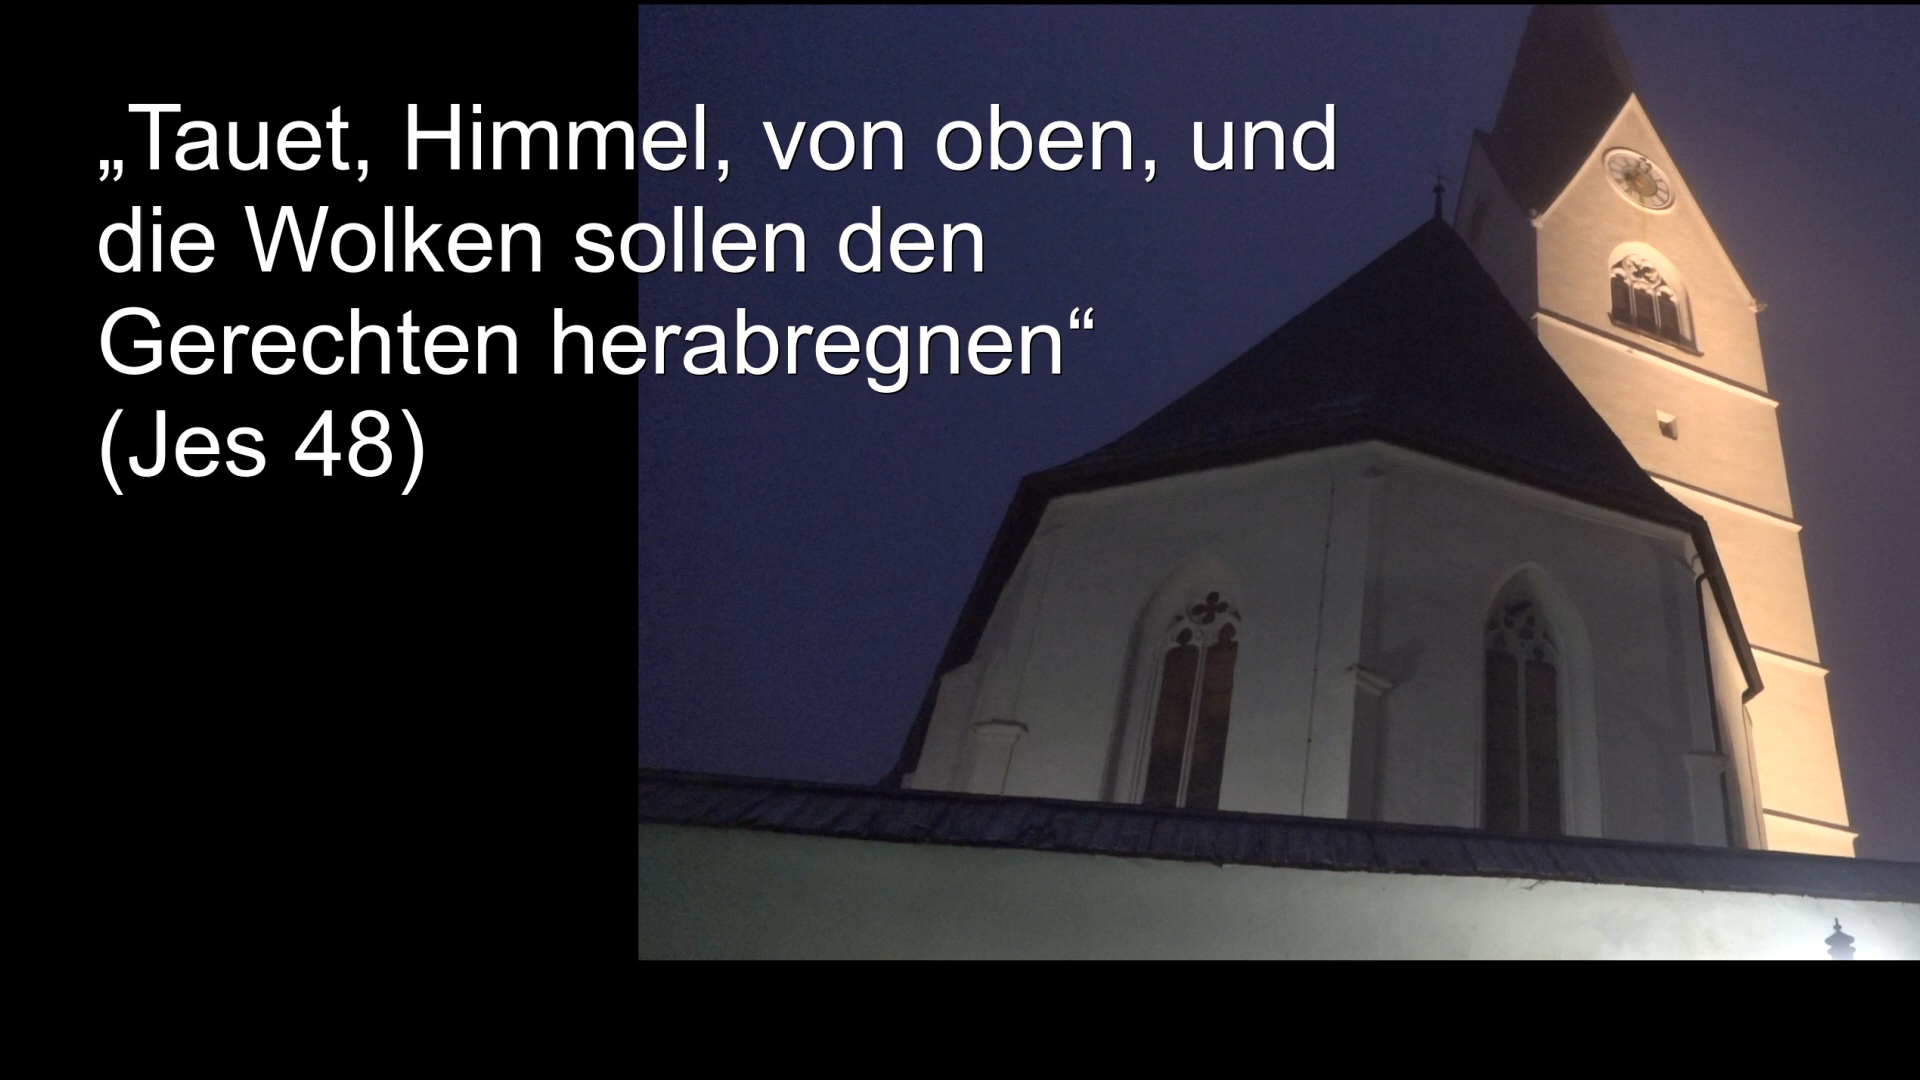 „Tauet, Himmel, von oben, und
die Wolken sollen den
Gerechten herabregnen“
(Jes 48)